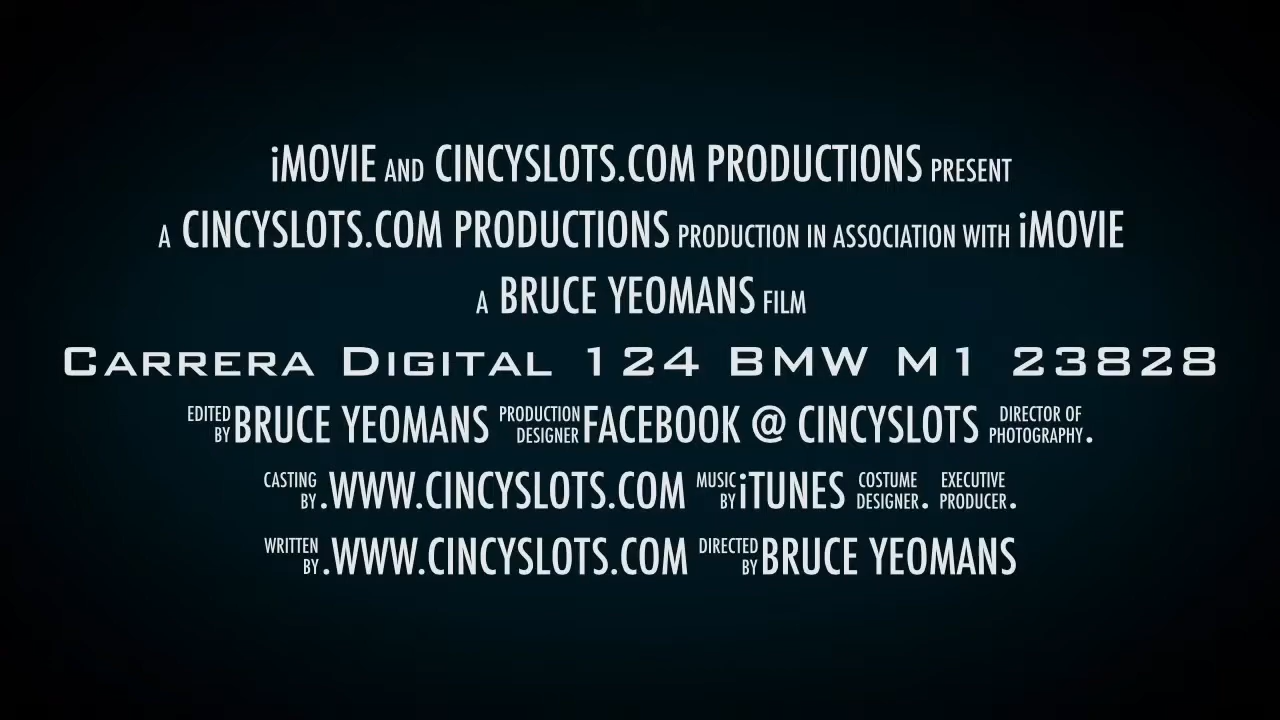 iMOVIE AND CINCYSLOTS.COM PRODUCTIONS PRESENT
A CINCYSLOTS.COM PRODUCTIONS PRODUCTION IN ASSOCIATION WITH iMOVIE
A BRUCE YEOMANS FILM
CARRERA DIGITAL 124 BMW M1 23828
EDITED BY BRUCE YEOMANS PRODUCTION DESIGNER FACEBOOK @ CINCYSLOTS DIRECTOR OF PHOTOGRAPHY .
CASTING BY .WWW.CINCYSLOTS.COM MUSIC BY iTUNES COSTUME DESIGNER . EXECUTIVE PRODUCER .
WRITTEN BY .WWW.CINCYSLOTS.COM DIRECTED BY BRUCE YEOMANS